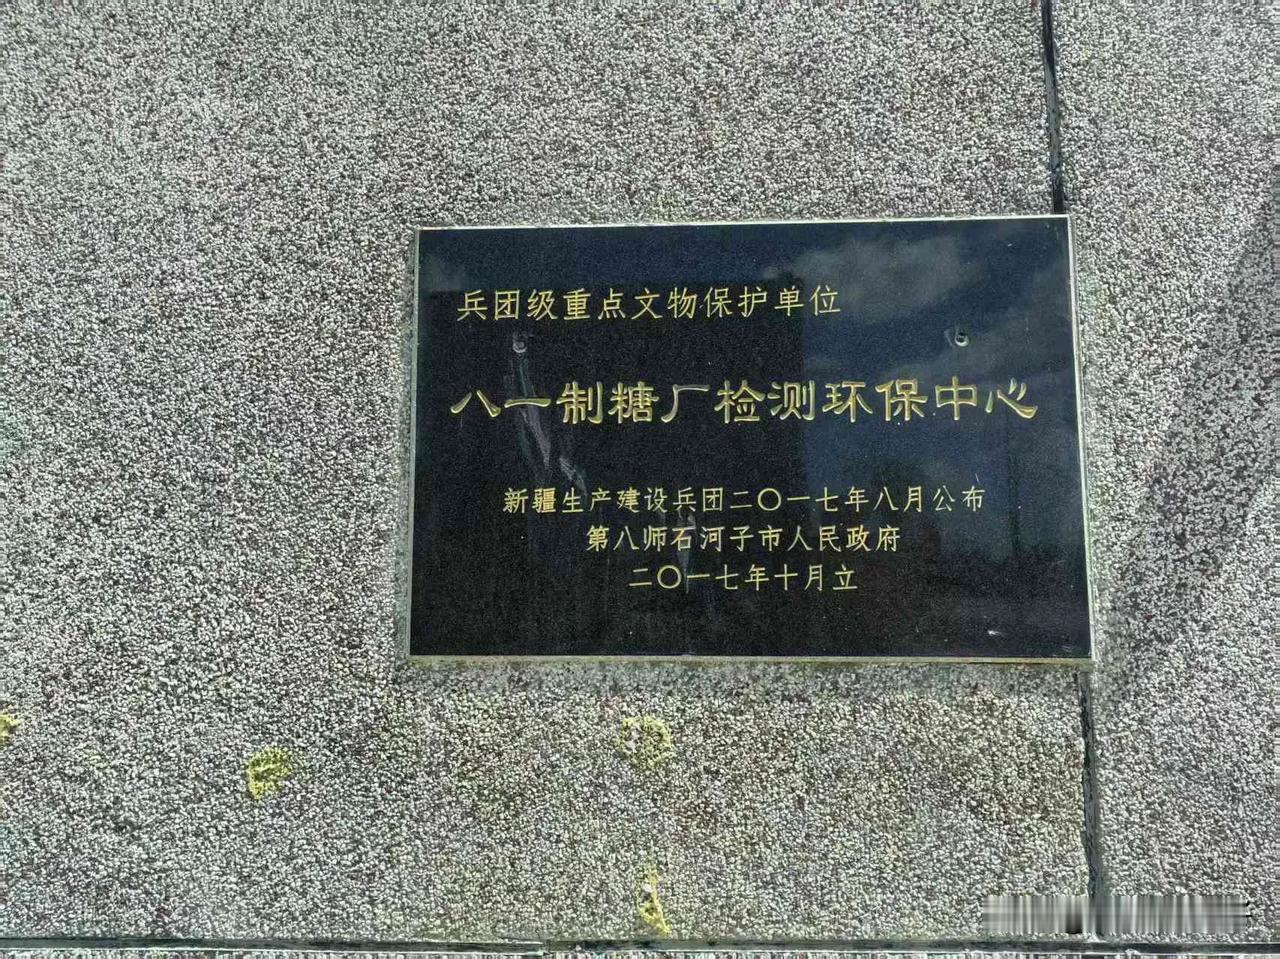 兵团级重点文物保护单位
八一制糖厂检测环保中心
新疆生产建设兵团二〇一七年八月公布
第八师石河子市人民政府
二〇一七年十月立